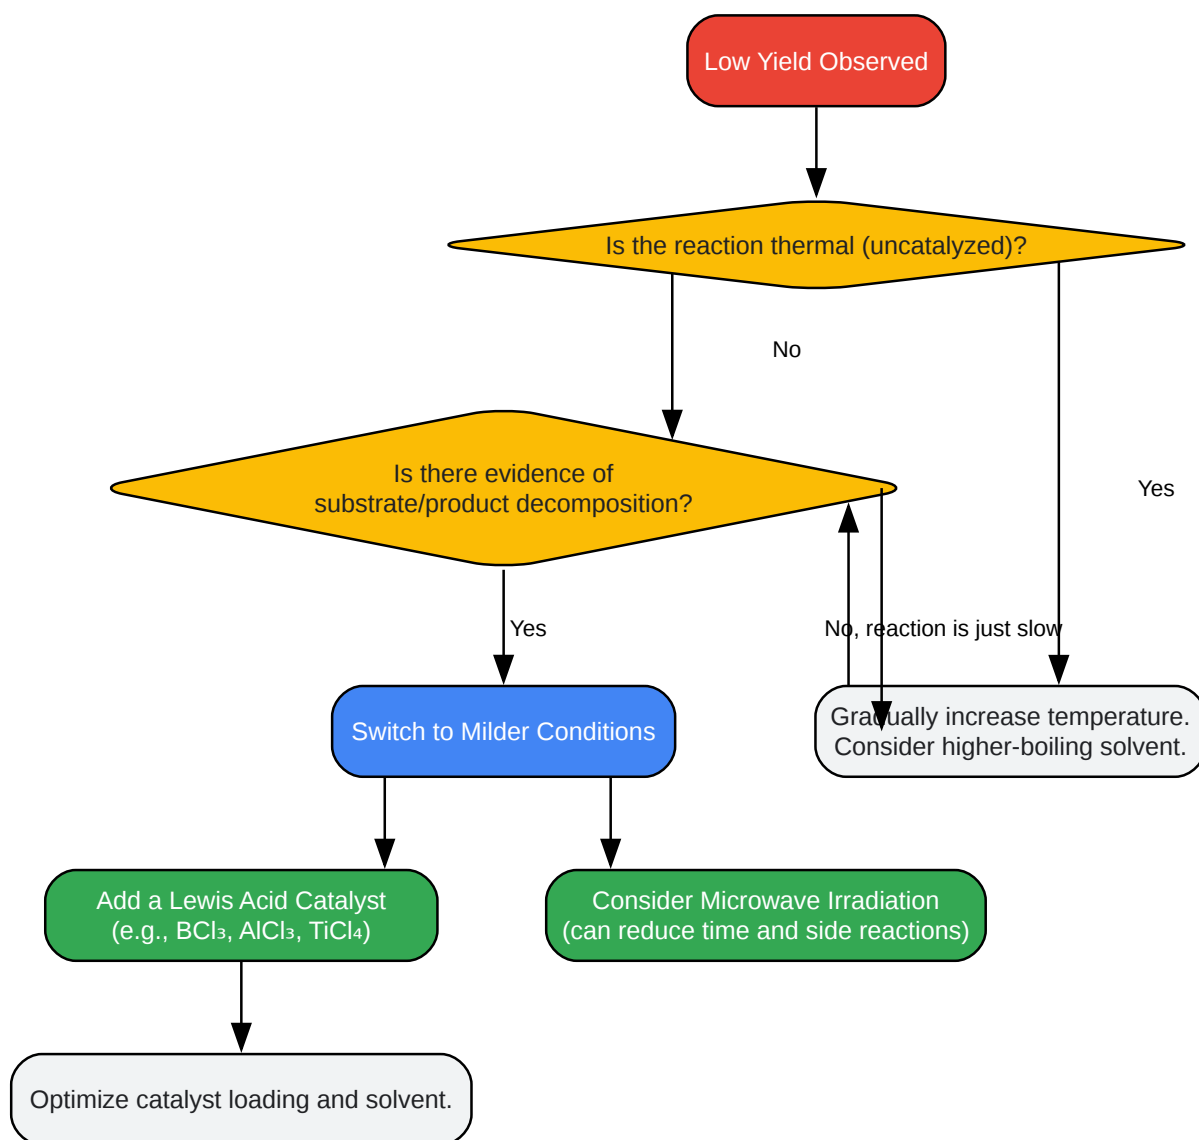 Low Yield Observed
Is the reaction thermal (uncatalyzed)?
No
Is there evidence of
substrate/product decomposition?
Yes
Yes
No, reaction is just slow
Switch to Milder Conditions
Gradually increase temperature.
Consider higher-boiling solvent.
Add a Lewis Acid Catalyst
(e.g., BCl₃, AlCl₃, TiCl₄)
Consider Microwave Irradiation
(can reduce time and side reactions)
Optimize catalyst loading and solvent.